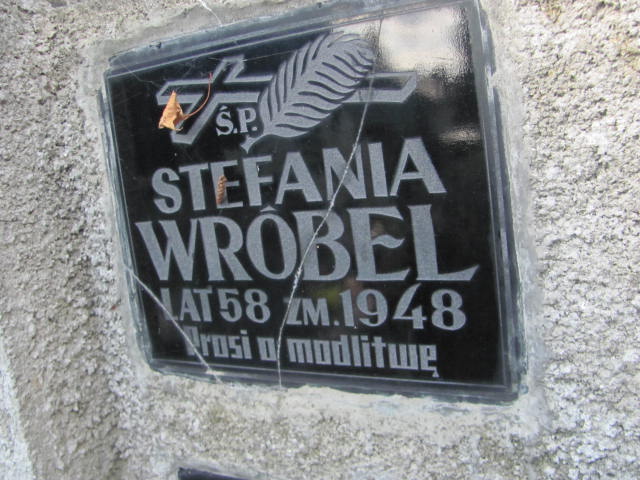 Ś.P.
STEFANIA
WRÓBEL
LAT 58 ZM. 1948
Prosi o modlitwę